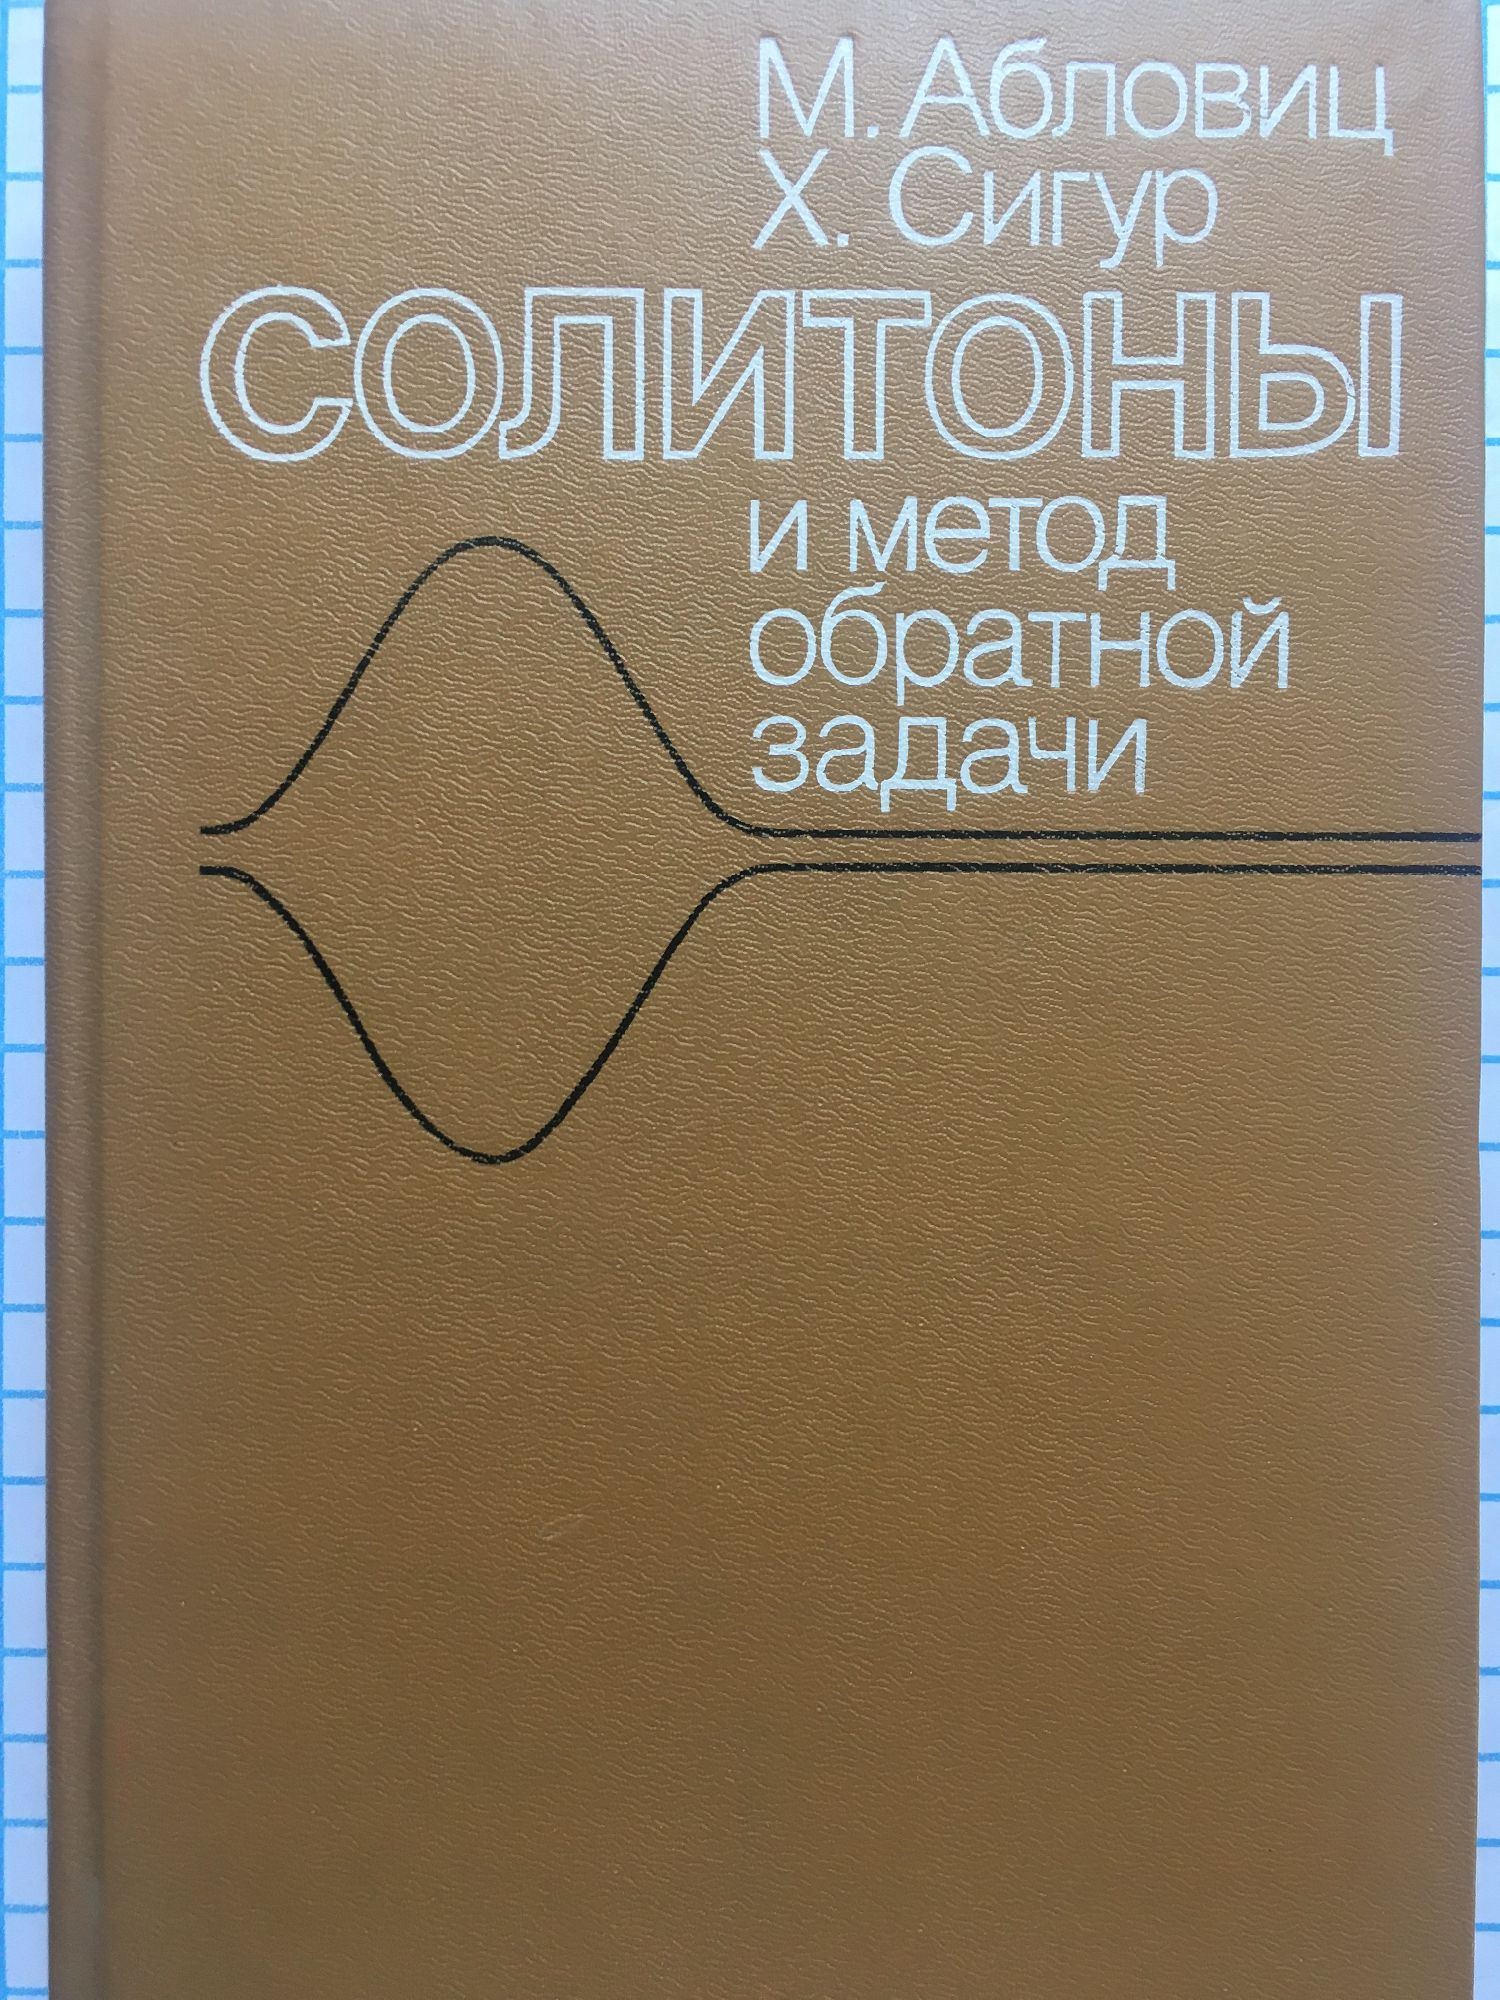 М. Абловиц
Х. Сигур
СОЛИТОНЫ
и метод
обратной
задачи